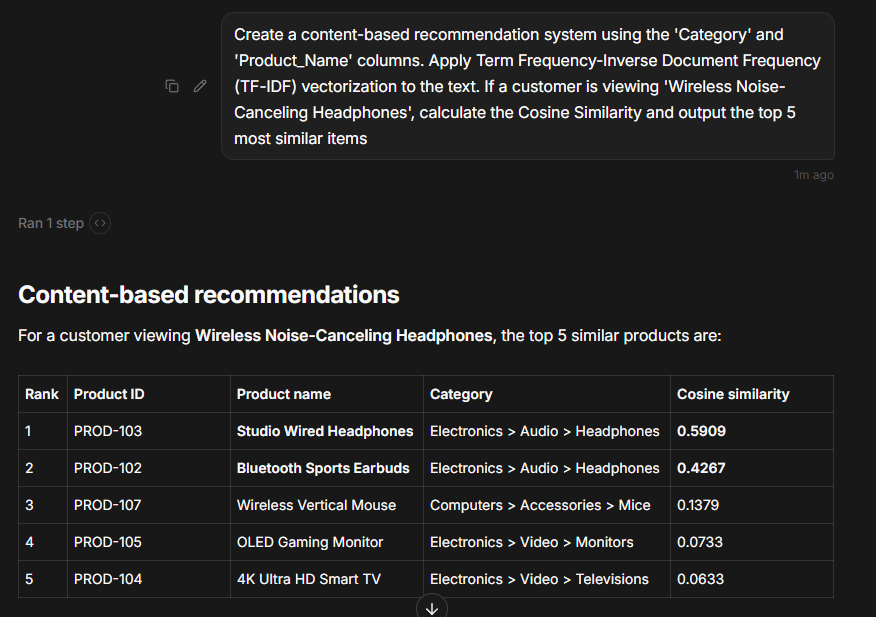 Create a content-based recommendation system using the 'Category' and
'Product_Name' columns. Apply Term Frequency-Inverse Document Frequency
(TF-IDF) vectorization to the text. If a customer is viewing 'Wireless Noise-
Canceling Headphones', calculate the Cosine Similarity and output the top 5
most similar items
1m ago
Ran 1 step <>
Content-based recommendations
For a customer viewing Wireless Noise-Canceling Headphones, the top 5 similar products are:
Rank Product ID Product name Category Cosine similarity
1 PROD-103 Studio Wired Headphones Electronics > Audio > Headphones 0.5909
2 PROD-102 Bluetooth Sports Earbuds Electronics > Audio > Headphones 0.4267
3 PROD-107 Wireless Vertical Mouse Computers > Accessories > Mice 0.1379
4 PROD-105 OLED Gaming Monitor Electronics > Video > Monitors 0.0733
5 PROD-104 4K Ultra HD Smart TV Electronics > Video > Televisions 0.0633